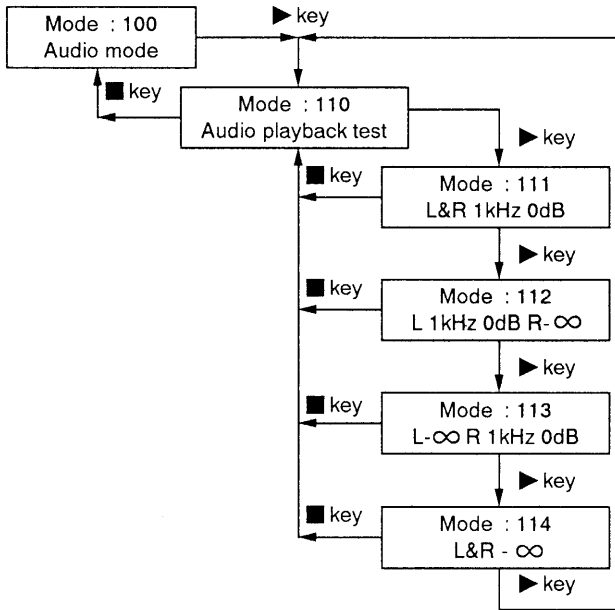 Mode : 100
Audio mode
▶ key
■ key
Mode : 110
Audio playback test
▶ key
■ key
Mode : 111
L&R 1kHz 0dB
▶ key
■ key
Mode : 112
L 1kHz 0dB R-∞
▶ key
■ key
Mode : 113
L-∞ R 1kHz 0dB
▶ key
■ key
Mode : 114
L&R - ∞
▶ key